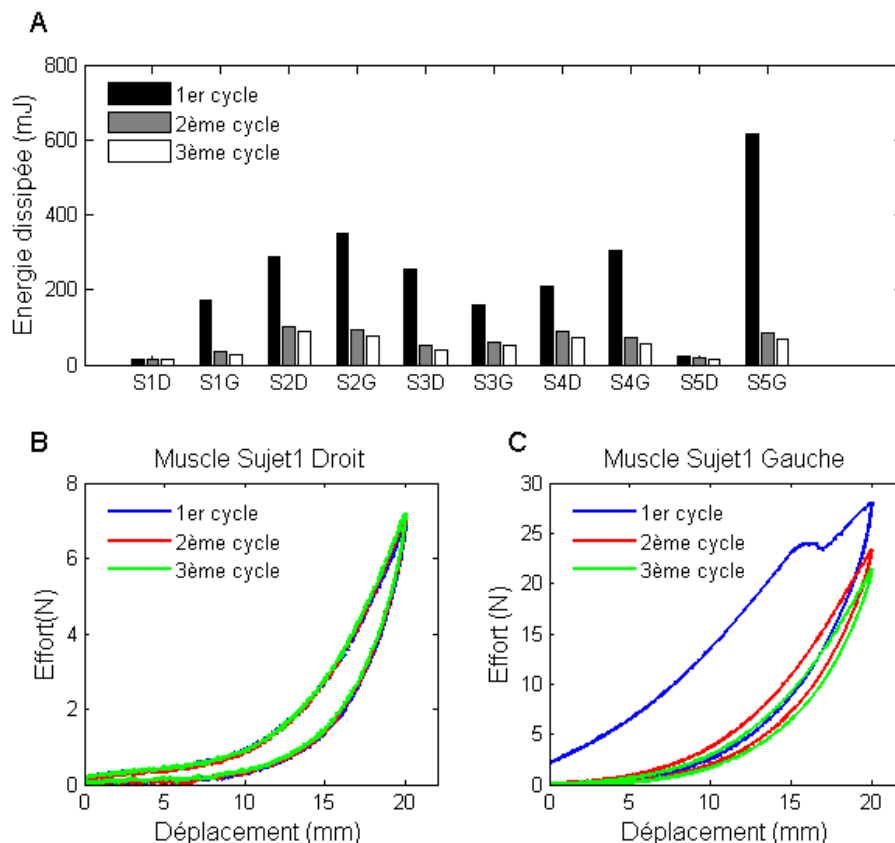 A
Energie dissipée (mJ)
800
600
400
200
0
1er cycle
2ème cycle
3ème cycle
S1D S1G S2D S2G S3D S3G S4D S4G S5D S5G
B
Muscle Sujet1 Droit
Effort(N)
8
6
4
2
0
1er cycle
2ème cycle
3ème cycle
0 5 10 15 20
Déplacement (mm)
C
Muscle Sujet1 Gauche
Effort (N)
30
25
20
15
10
5
0
1er cycle
2ème cycle
3ème cycle
0 5 10 15 20
Déplacement (mm)